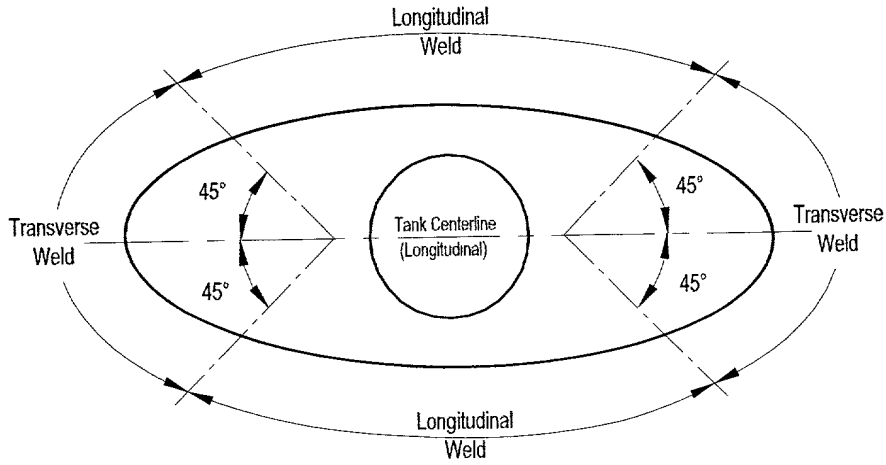 Longitudinal
Weld
45°
45°
Transverse
Weld
Tank Centerline
(Longitudinal)
Transverse
Weld
45°
45°
Longitudinal
Weld